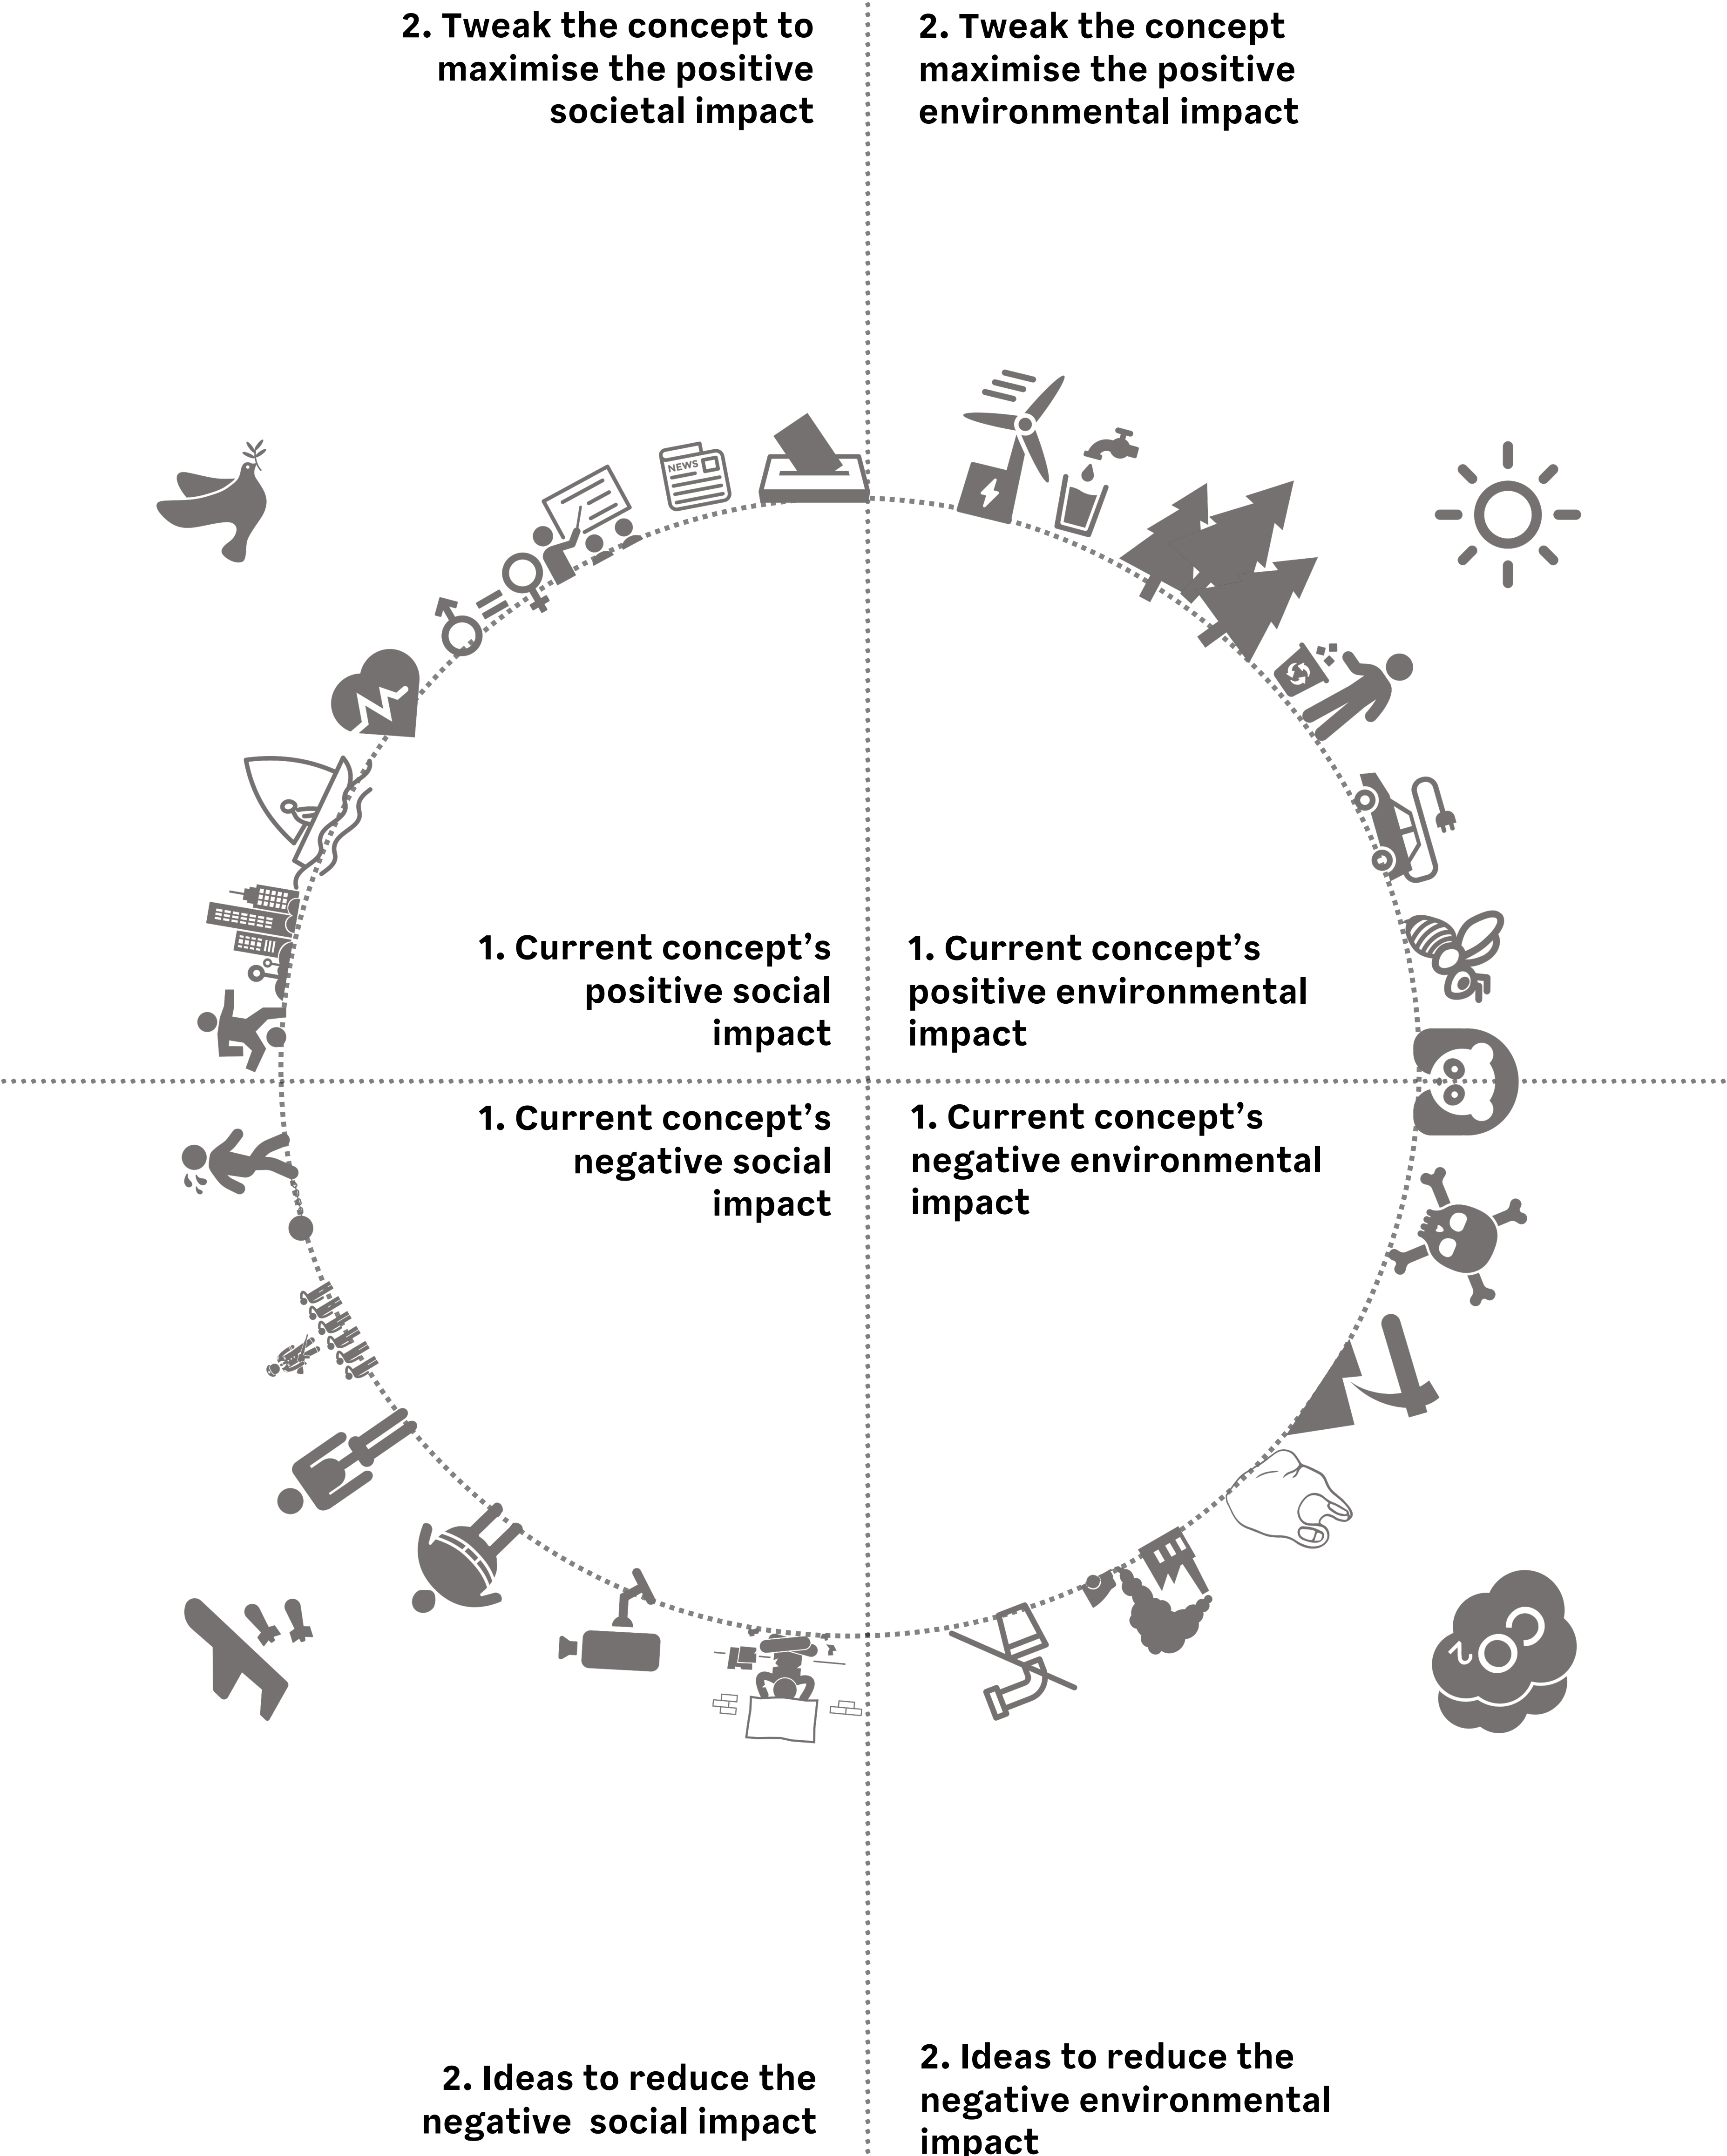 2. Tweak the concept to
maximise the positive
societal impact
2. Tweak the concept
maximise the positive
environmental impact
NEWS
1. Current concept’s
positive social
impact
1. Current concept’s
positive environmental
impact
1. Current concept’s
negative social
impact
1. Current concept’s
negative environmental
impact
CO2
2. Ideas to reduce the
negative  social impact
2. Ideas to reduce the
negative environmental
impact